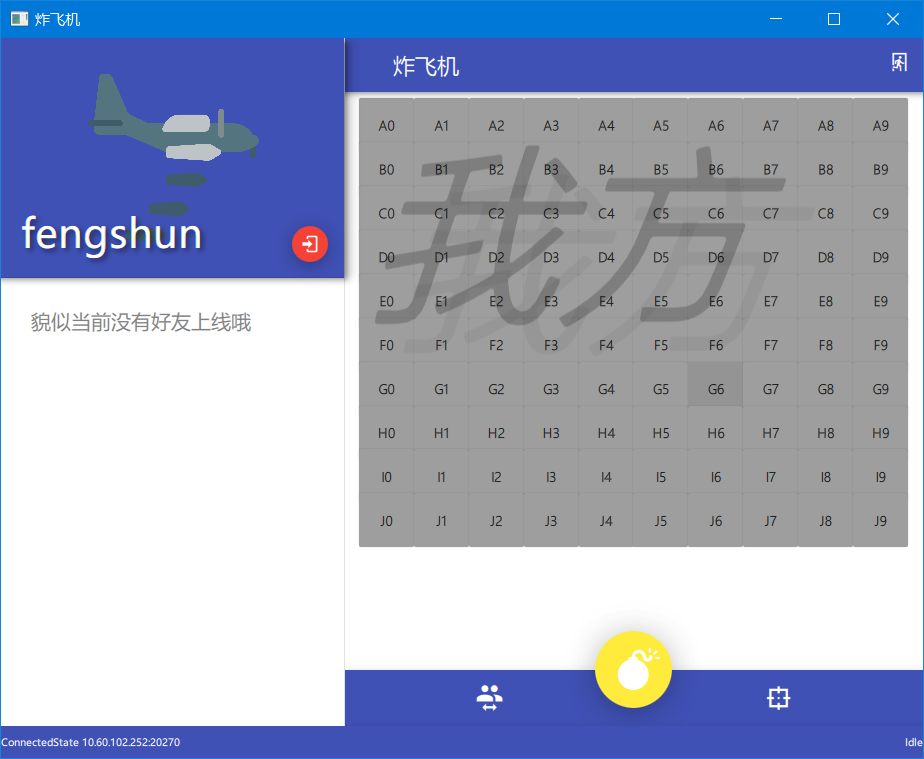 炸飞机
炸飞机
fengshun
貌似当前没有好友上线哦
我方
A0 A1 A2 A3 A4 A5 A6 A7 A8 A9
B0 B1 B2 B3 B4 B5 B6 B7 B8 B9
C0 C1 C2 C3 C4 C5 C6 C7 C8 C9
D0 D1 D2 D3 D4 D5 D6 D7 D8 D9
E0 E1 E2 E3 E4 E5 E6 E7 E8 E9
F0 F1 F2 F3 F4 F5 F6 F7 F8 F9
G0 G1 G2 G3 G4 G5 G6 G7 G8 G9
H0 H1 H2 H3 H4 H5 H6 H7 H8 H9
I0 I1 I2 I3 I4 I5 I6 I7 I8 I9
J0 J1 J2 J3 J4 J5 J6 J7 J8 J9
ConnectedState 10.60.102.252:20270 Idle